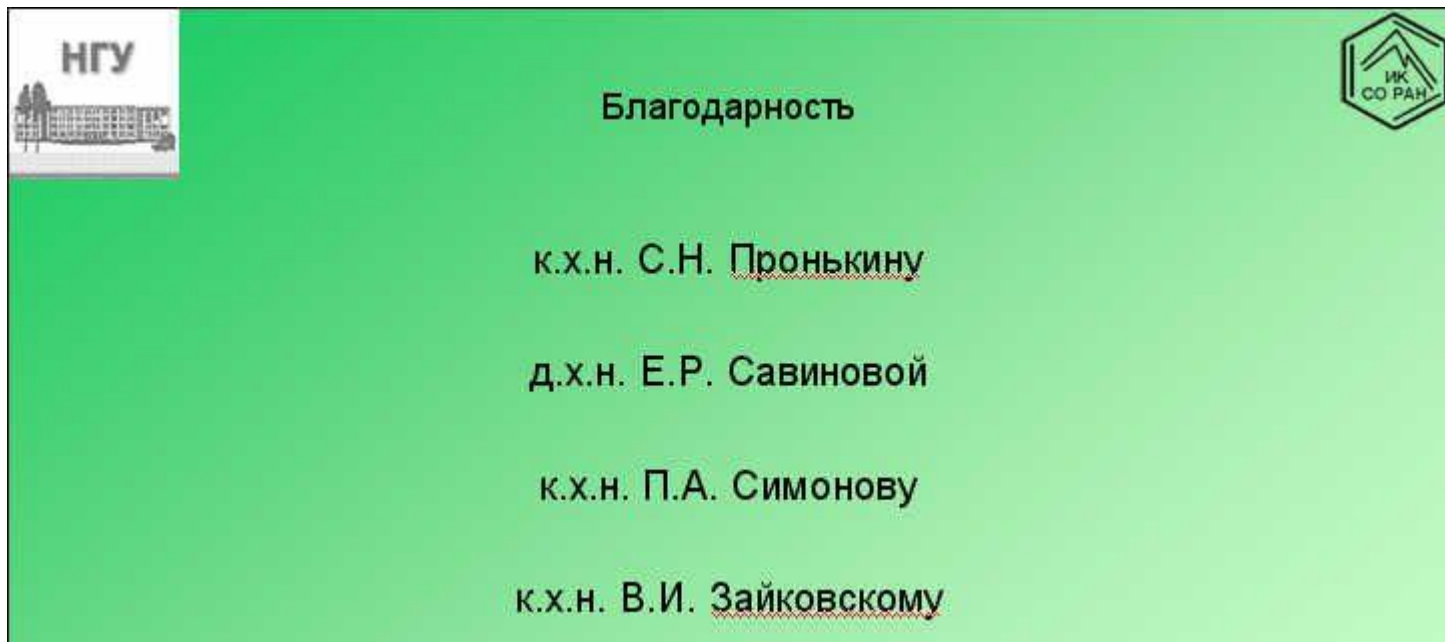 НГУ
ИК
СО РАН
Благодарность
к.х.н. С.Н. Пронькину
д.х.н. Е.Р. Савиновой
к.х.н. П.А. Симонову
к.х.н. В.И. Зайковскому